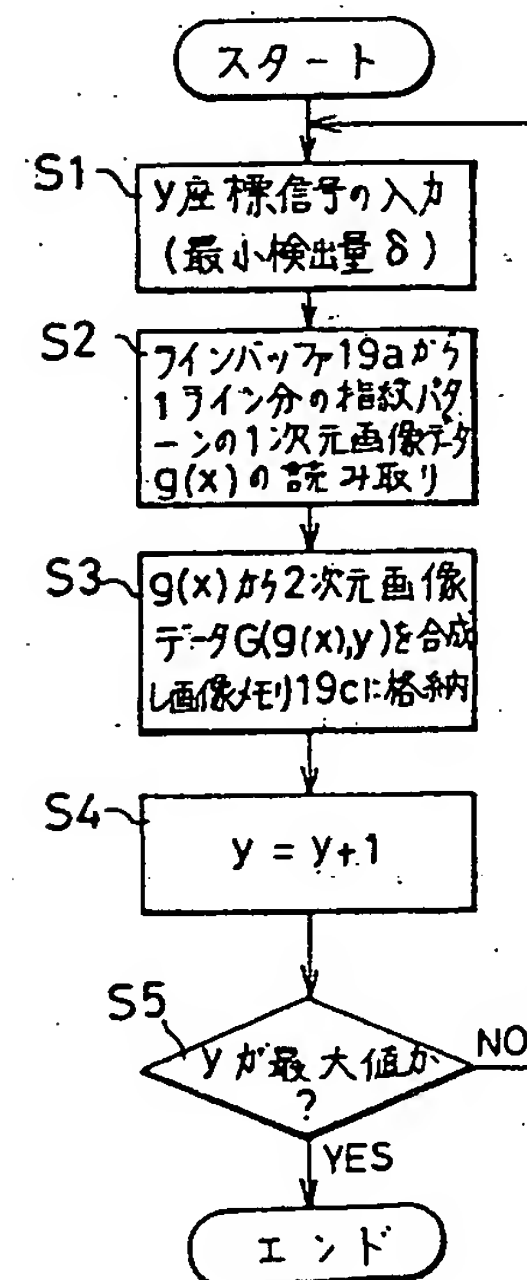 スタート
S1
y座標信号の入力
(最小検出量δ)
S2
ラインバッファ19aから
1ライン分の指紋パタ
ーンの1次元画像データ
g(x)の読み取り
S3
g(x)から2次元画像
データG(g(x),y)を合成
し画像メモリ19cに格納
S4
y = y+1
S5
yが最大値か
?
NO
YES
エンド